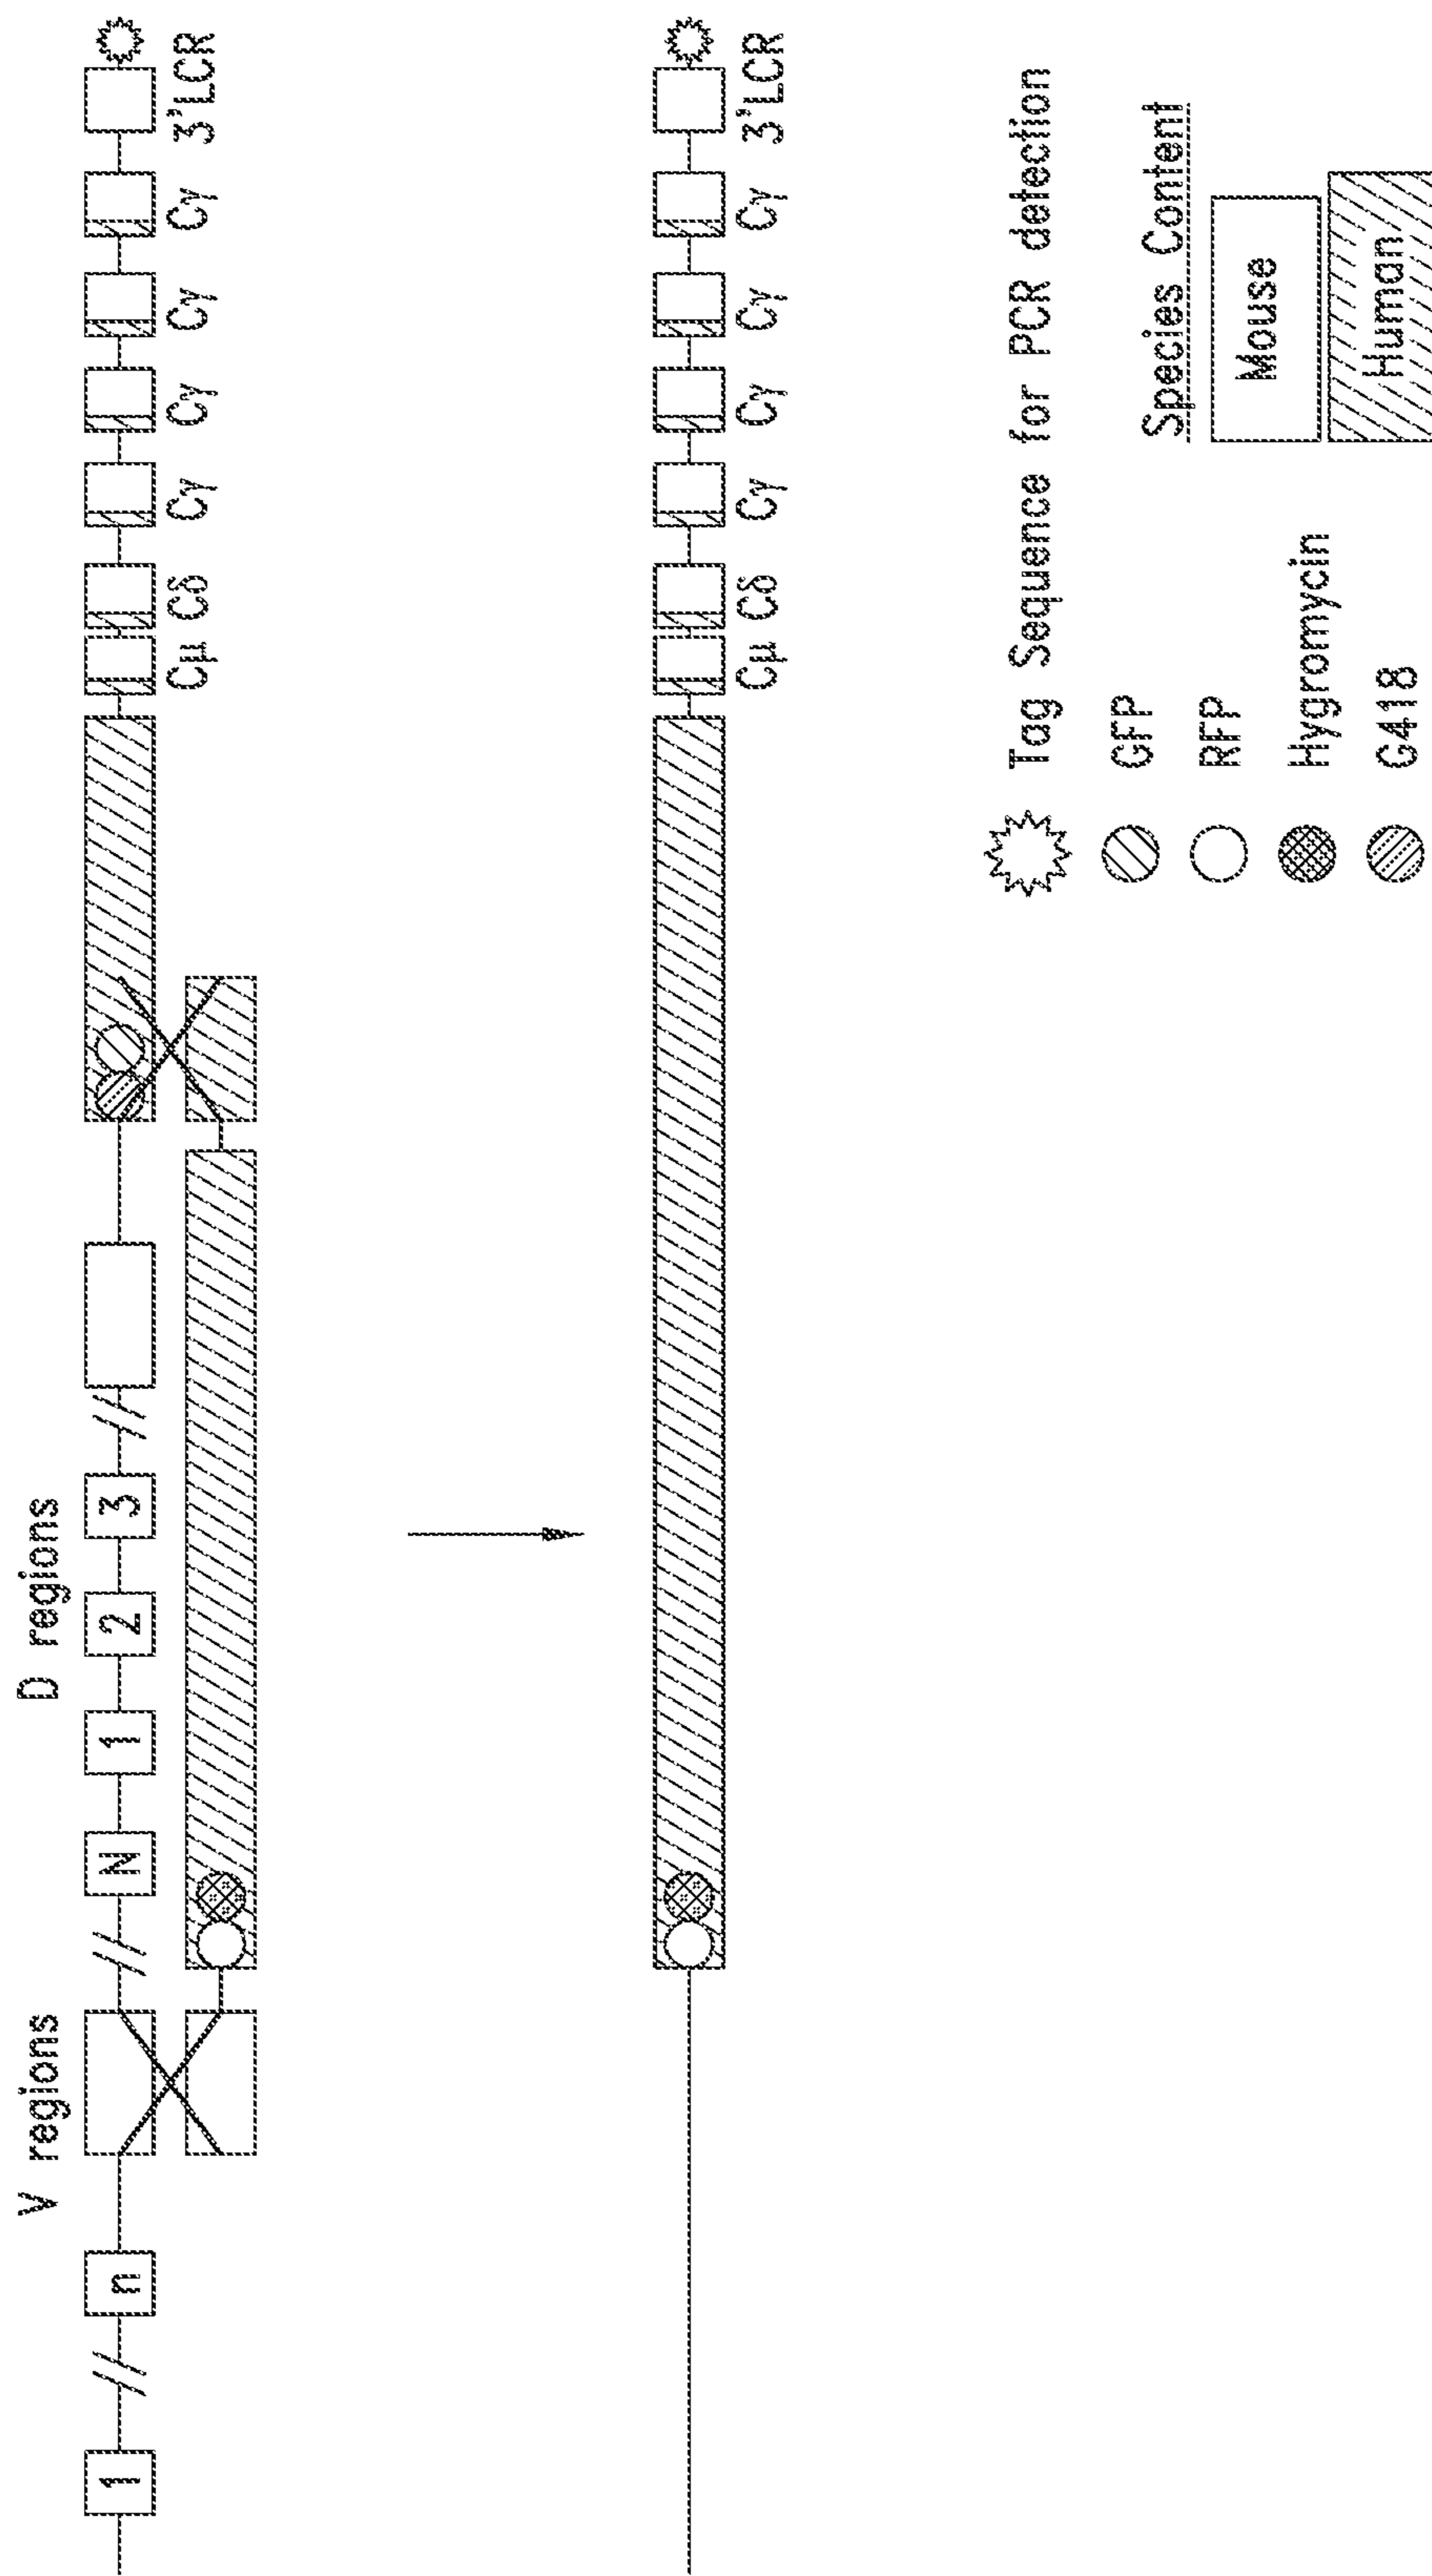 V regions
D regions
1
n
N
1
2
3
Cμ Cδ Cγ Cγ Cγ Cγ 3'LCR
Cμ Cδ Cγ Cγ Cγ Cγ 3'LCR
Tag Sequence for PCR detection
GFP
RFP
Hygromycin
G418
Species Content
Mouse
Human